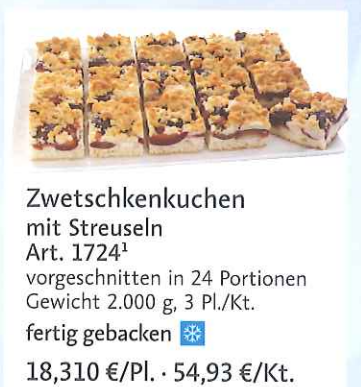 Zwetschkenkuchen
mit Streuseln
Art. 1724¹
vorgeschnitten in 24 Portionen
Gewicht 2.000 g, 3 Pl./Kt.
fertig gebacken
18,310 €/Pl. · 54,93 €/Kt.